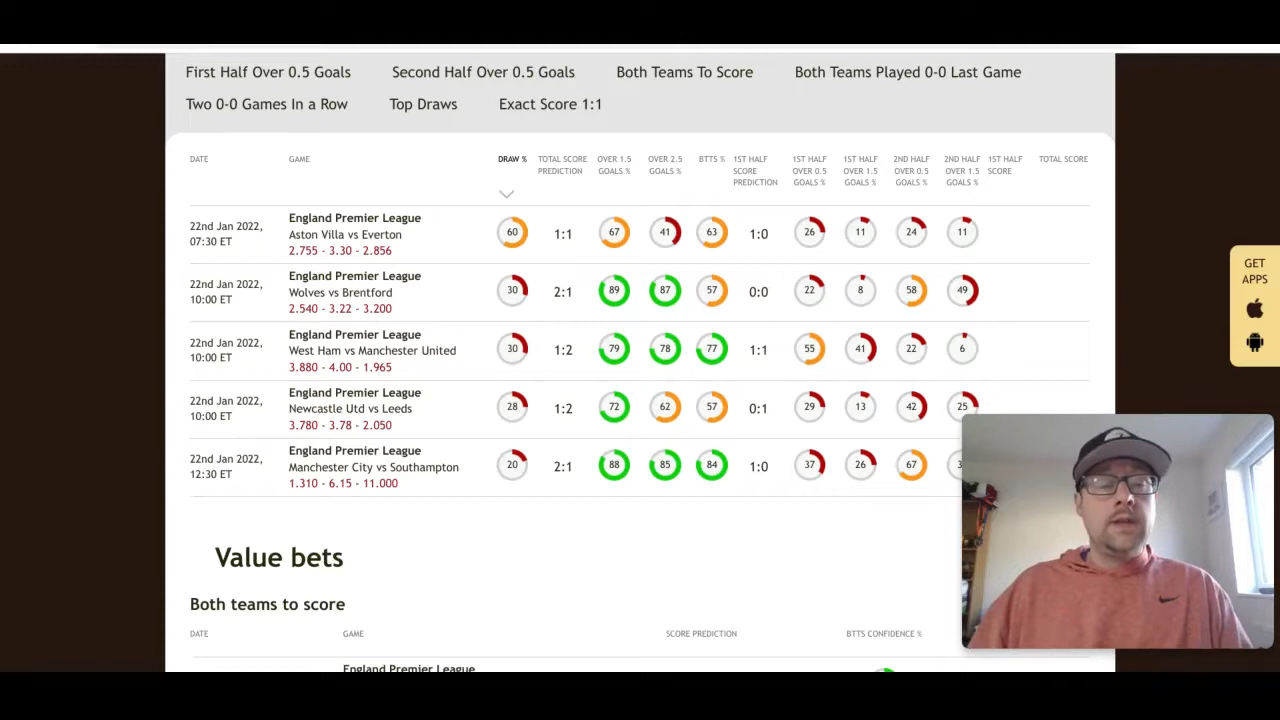 First Half Over 0.5 Goals Second Half Over 0.5 Goals Both Teams To Score Both Teams Played 0-0 Last Game
Two 0-0 Games In a Row Top Draws Exact Score 1:1
DATE GAME DRAW % TOTAL SCORE PREDICTION OVER 1.5 GOALS % OVER 2.5 GOALS % BTTS % 1ST HALF SCORE PREDICTION 1ST HALF OVER 0.5 GOALS % 1ST HALF OVER 1.5 GOALS % 2ND HALF OVER 0.5 GOALS % 2ND HALF OVER 1.5 GOALS % 1ST HALF SCORE TOTAL SCORE
22nd Jan 2022, 07:30 ET
England Premier League
Aston Villa vs Everton
2.755 - 3.30 - 2.856
60 1:1 67 41 63 1:0 26 11 24 11
22nd Jan 2022, 10:00 ET
England Premier League
Wolves vs Brentford
2.540 - 3.22 - 3.200
30 2:1 89 87 57 0:0 22 8 58 49
22nd Jan 2022, 10:00 ET
England Premier League
West Ham vs Manchester United
3.880 - 4.00 - 1.965
30 1:2 79 78 77 1:1 55 41 22 6
22nd Jan 2022, 10:00 ET
England Premier League
Newcastle Utd vs Leeds
3.780 - 3.78 - 2.050
28 1:2 72 62 57 0:1 29 13 42 25
22nd Jan 2022, 12:30 ET
England Premier League
Manchester City vs Southampton
1.310 - 6.15 - 11.000
20 2:1 88 85 84 1:0 37 26 67
GET
APPS
Value bets
Both teams to score
DATE GAME SCORE PREDICTION BTTS CONFIDENCE %
England Premier League